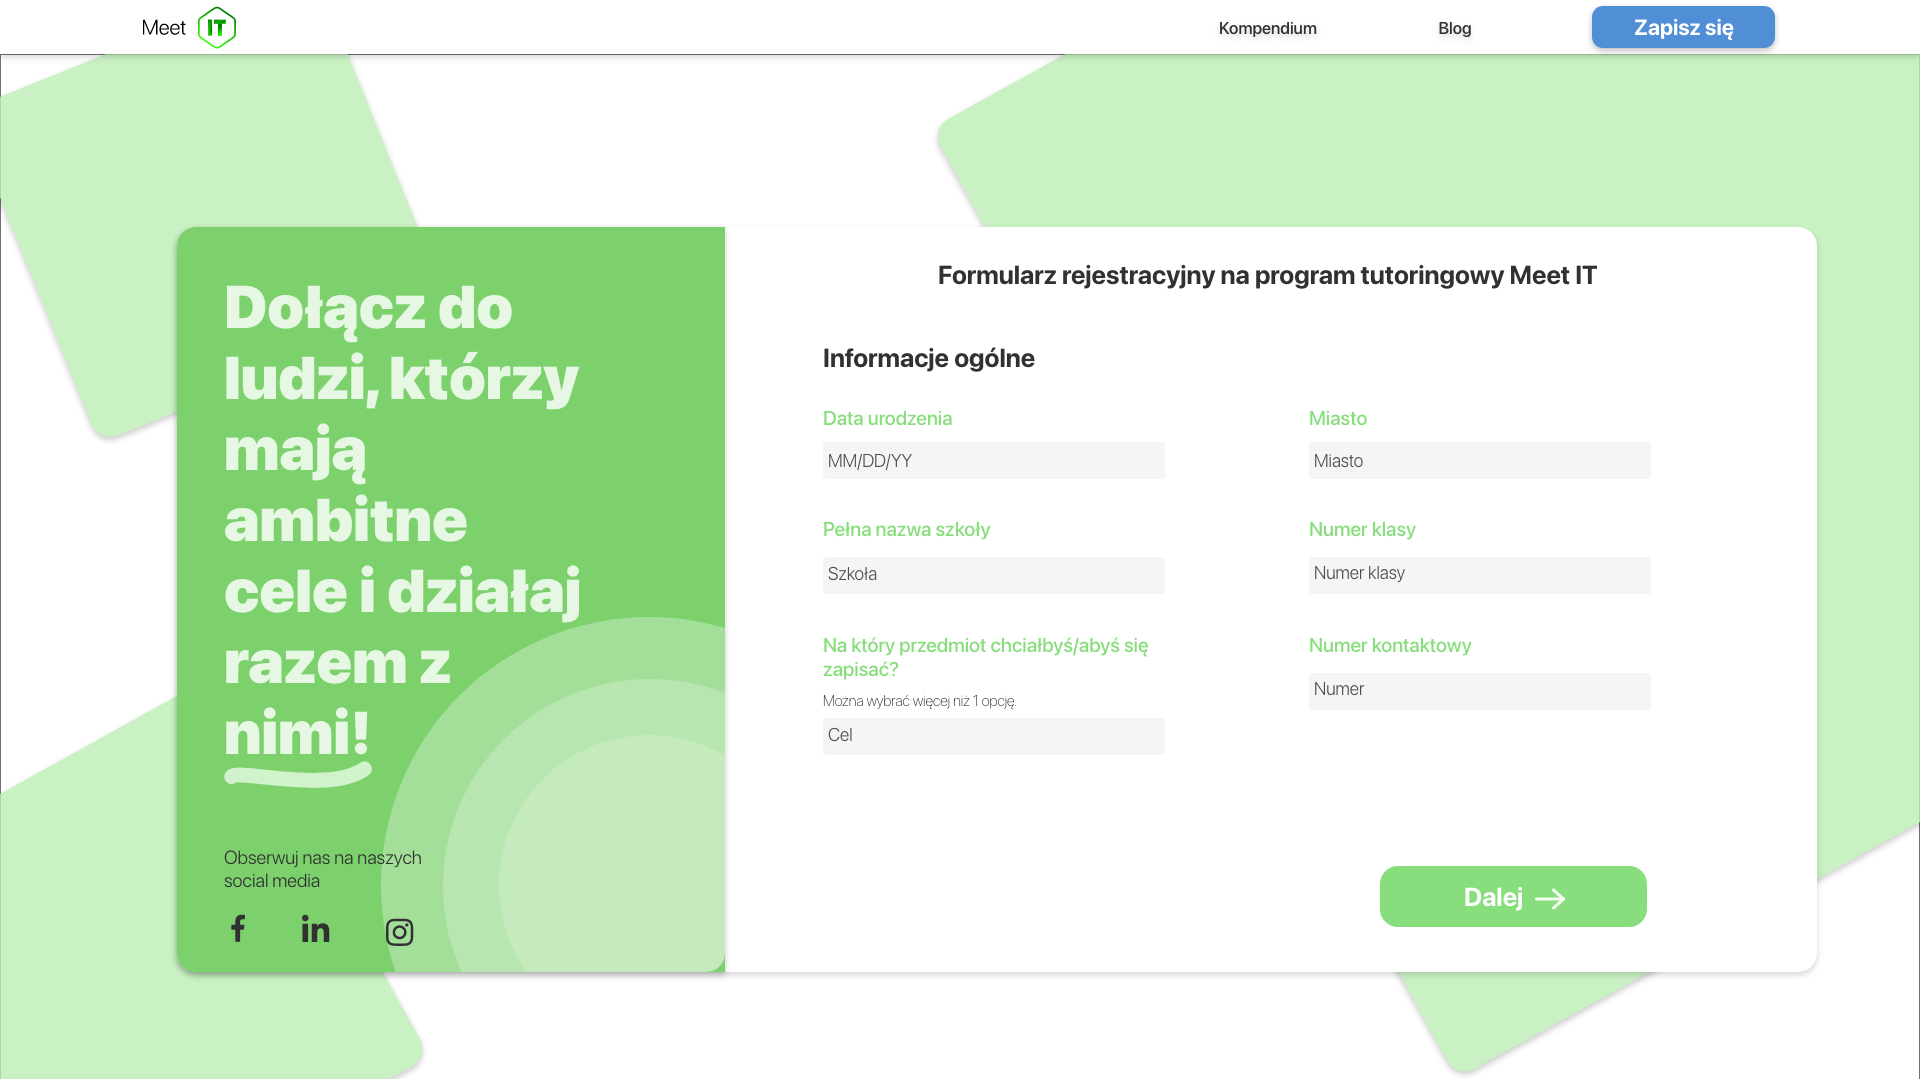 Meet IT
Kompendium
Blog
Zapisz się
Dołącz do
ludzi, którzy
mają
ambitne
cele i działaj
razem z
nimi!
Obserwuj nas na naszych
social media
Formularz rejestracyjny na program tutoringowy Meet IT
Informacje ogólne
Data urodzenia
MM/DD/YY
Miasto
Miasto
Pełna nazwa szkoły
Szkoła
Numer klasy
Numer klasy
Na który przedmiot chciałbyś/abyś się
zapisać?
Można wybrać więcej niż 1 opcję.
Cel
Numer kontaktowy
Numer
Dalej